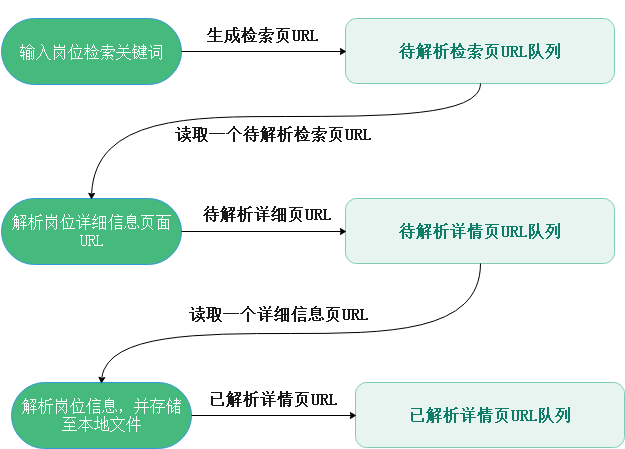 输入岗位检索关键词
生成检索页URL
待解析检索页URL队列
读取一个待解析检索页URL
解析岗位详细信息页面
URL
待解析详细页URL
待解析详情页URL队列
读取一个详细信息页URL
解析岗位信息，并存储
至本地文件
已解析详情页URL
已解析详情页URL队列